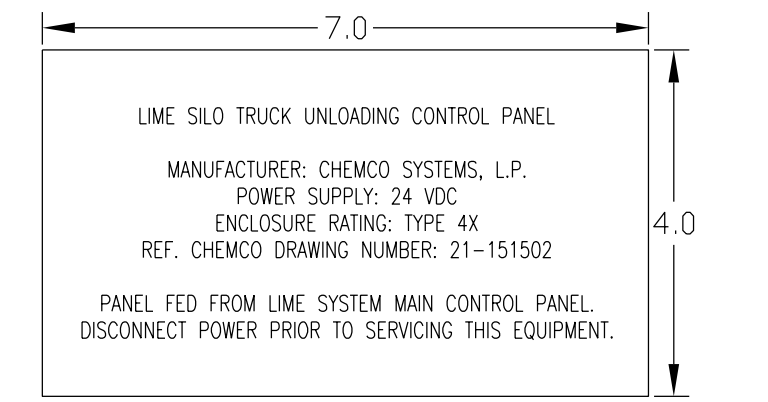 7.0
LIME SILO TRUCK UNLOADING CONTROL PANEL
MANUFACTURER: CHEMCO SYSTEMS, L.P.
POWER SUPPLY: 24 VDC
ENCLOSURE RATING: TYPE 4X
4.0
REF. CHEMCO DRAWING NUMBER: 21-151502
PANEL FED FROM LIME SYSTEM MAIN CONTROL PANEL.
DISCONNECT POWER PRIOR TO SERVICING THIS EQUIPMENT.